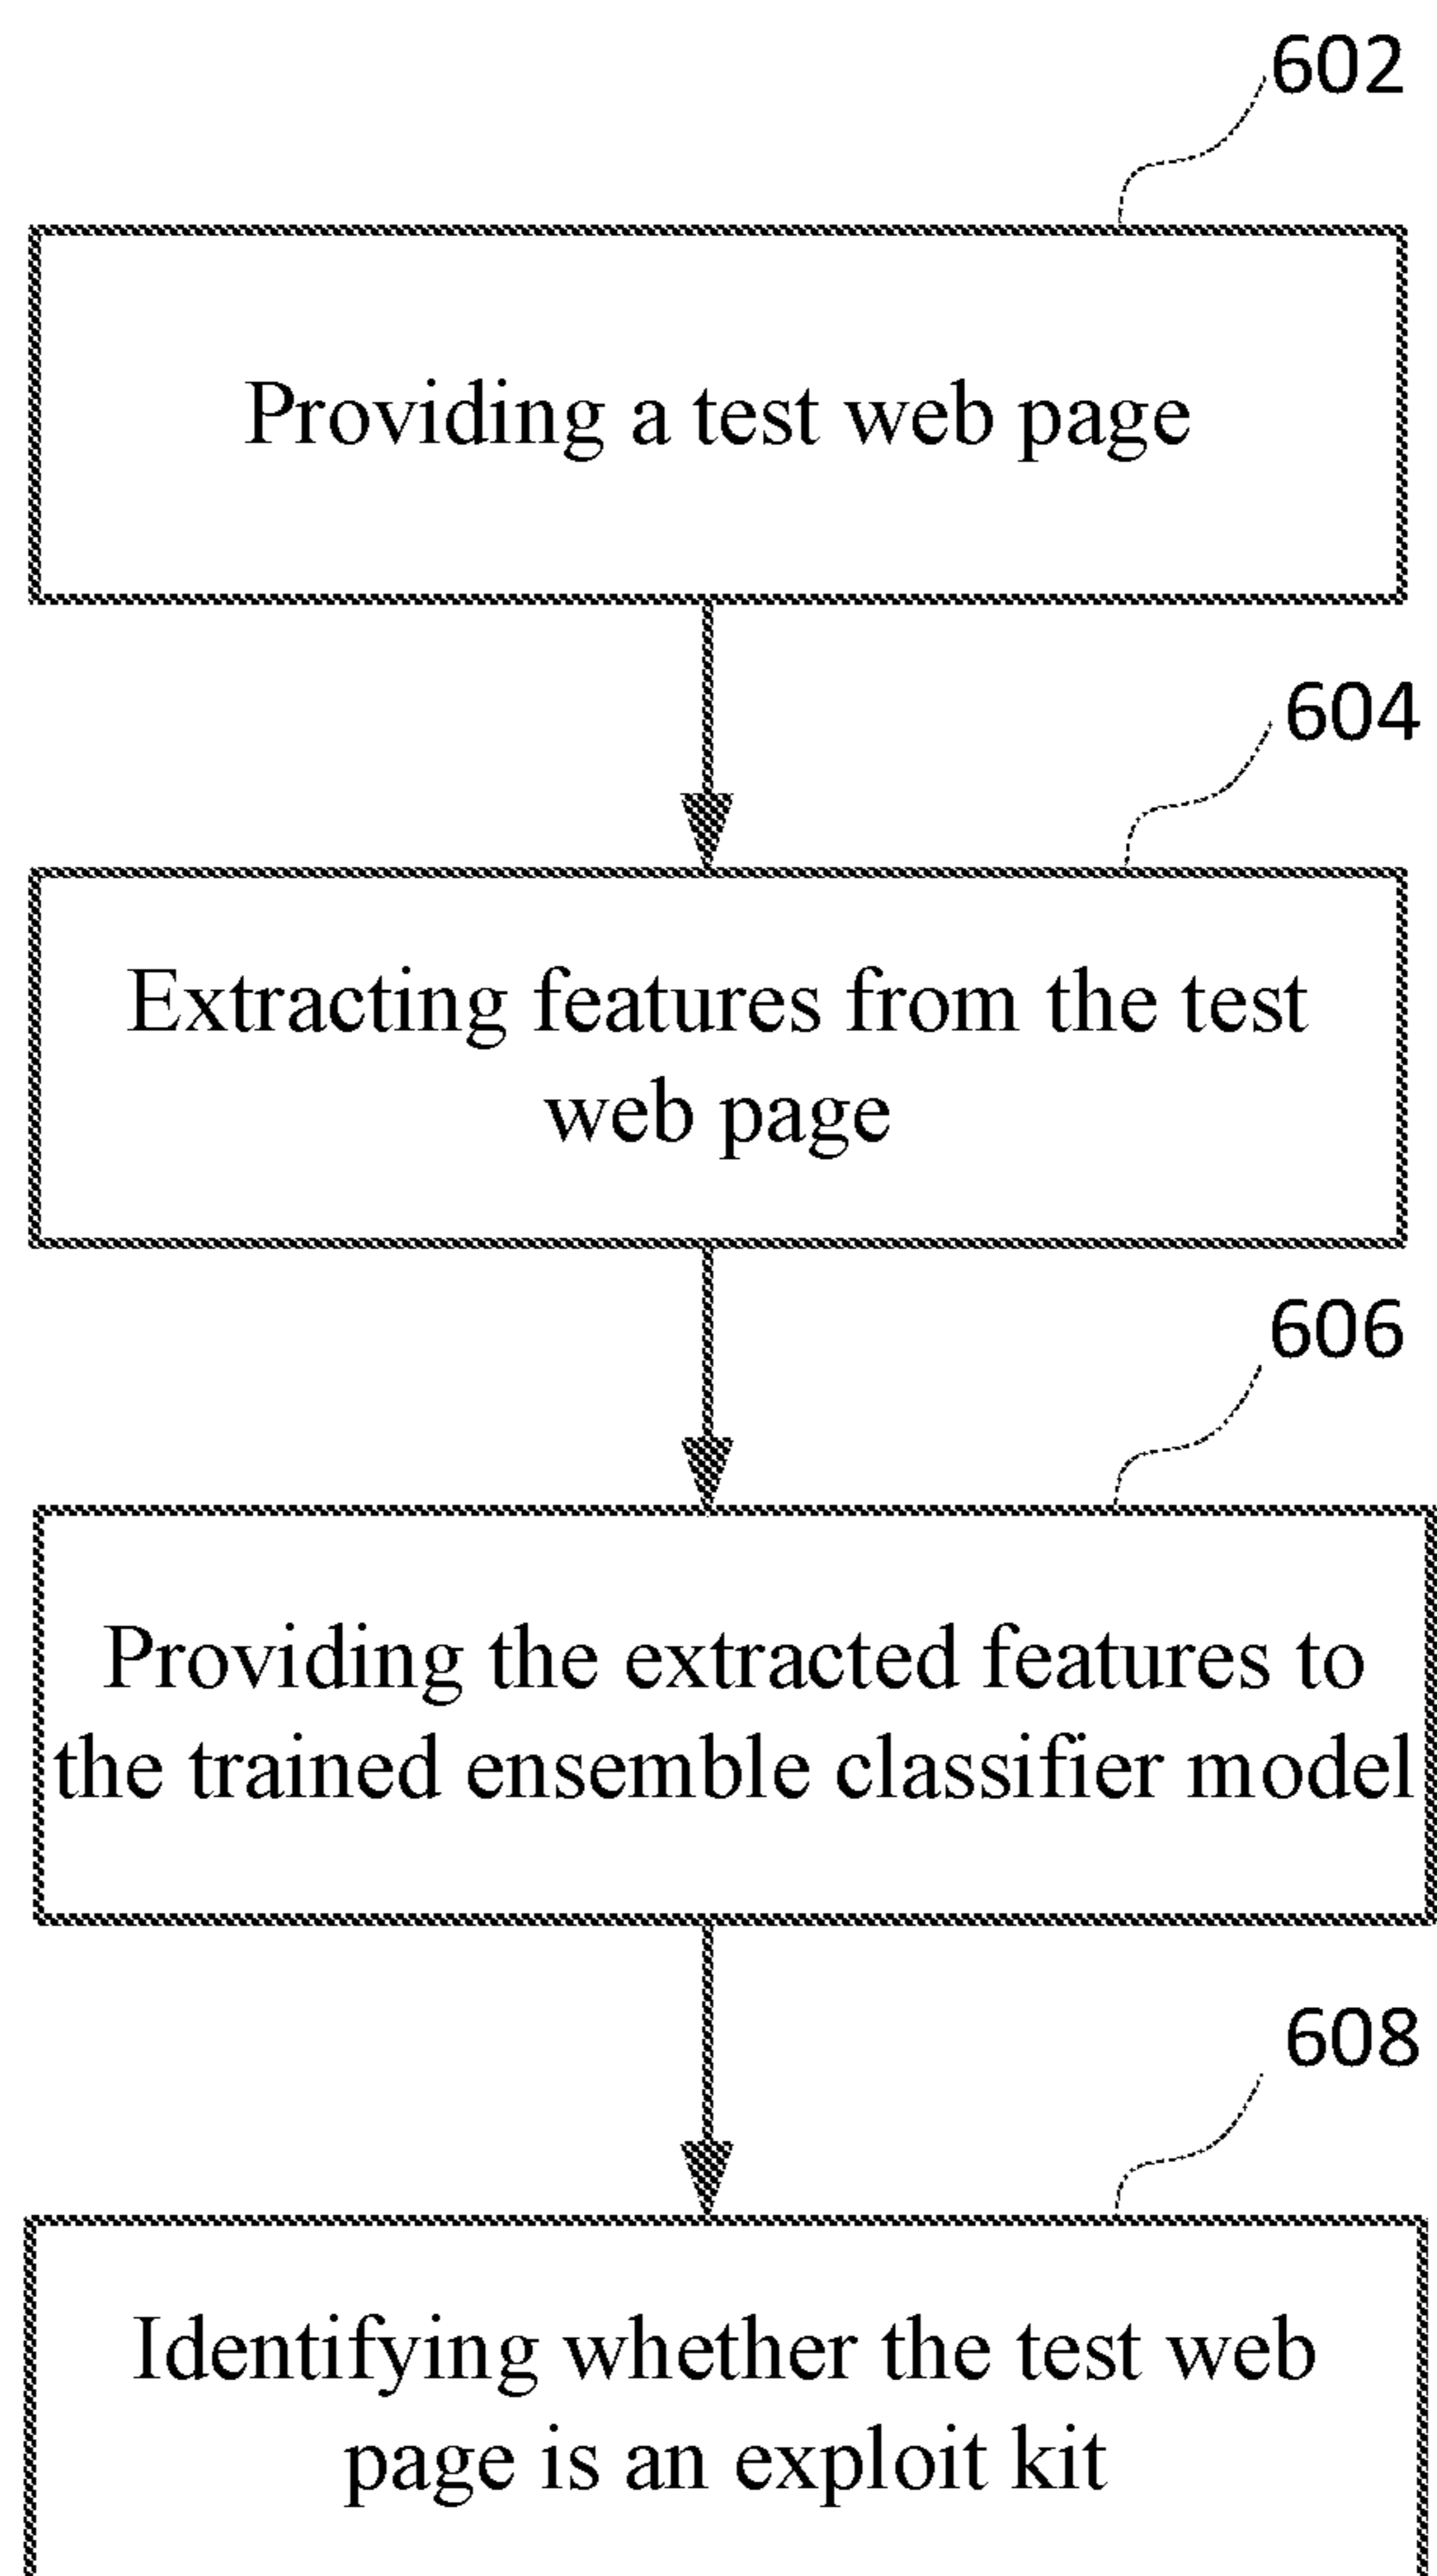 602
Providing a test web page
604
Extracting features from the test
web page
606
Providing the extracted features to
the trained ensemble classifier model
608
Identifying whether the test web
page is an exploit kit